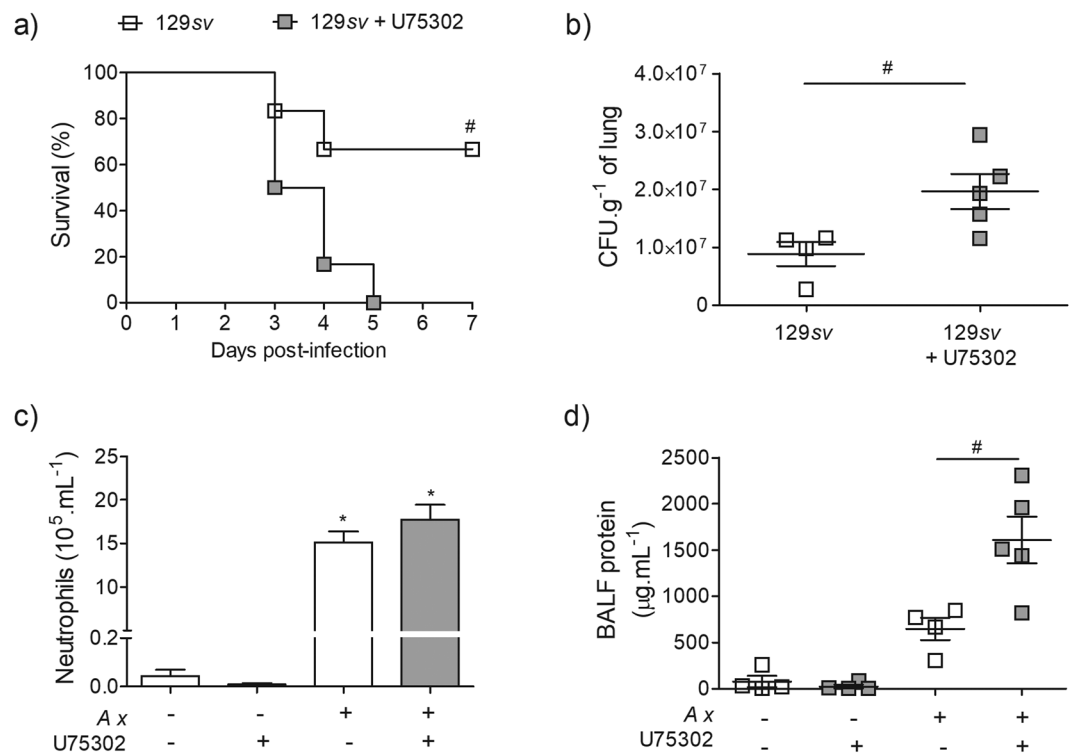 a)
129sv
129sv + U75302
Survival (%)
100
80
60
40
20
0
#
0 1 2 3 4 5 6 7
Days post-infection
b)
CFU.g⁻¹ of lung
4.0×10⁷
3.0×10⁷
2.0×10⁷
1.0×10⁷
0
#
129sv
129sv
+ U75302
c)
Neutrophils (10⁵.mL⁻¹)
25
20
15
10
0.2
0.0
*
*
A x - - + +
U75302 - + - +
d)
BALF protein
(µg.mL⁻¹)
2500
2000
1500
1000
500
0
#
A x - - + +
U75302 - + - +